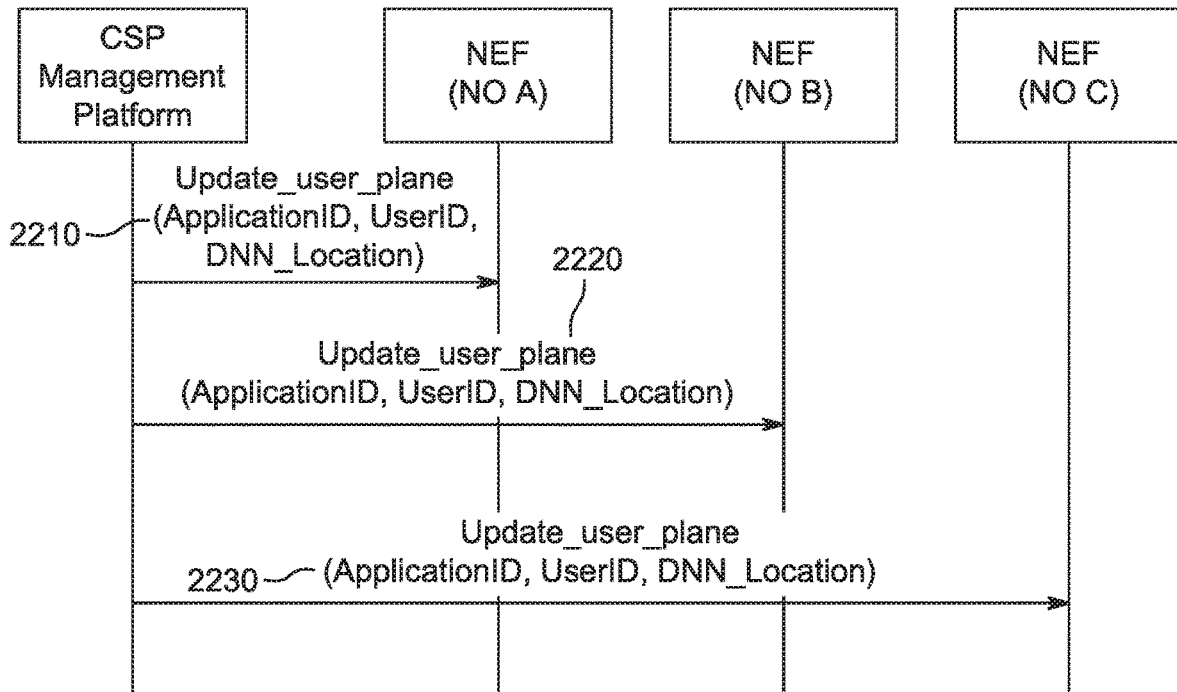 CSP
Management
Platform
NEF
(NO A)
NEF
(NO B)
NEF
(NO C)
Update_user_plane
2210
(ApplicationID, UserID,
DNN_Location)
2220
Update_user_plane
(ApplicationID, UserID, DNN_Location)
Update_user_plane
2230
(ApplicationID, UserID, DNN_Location)